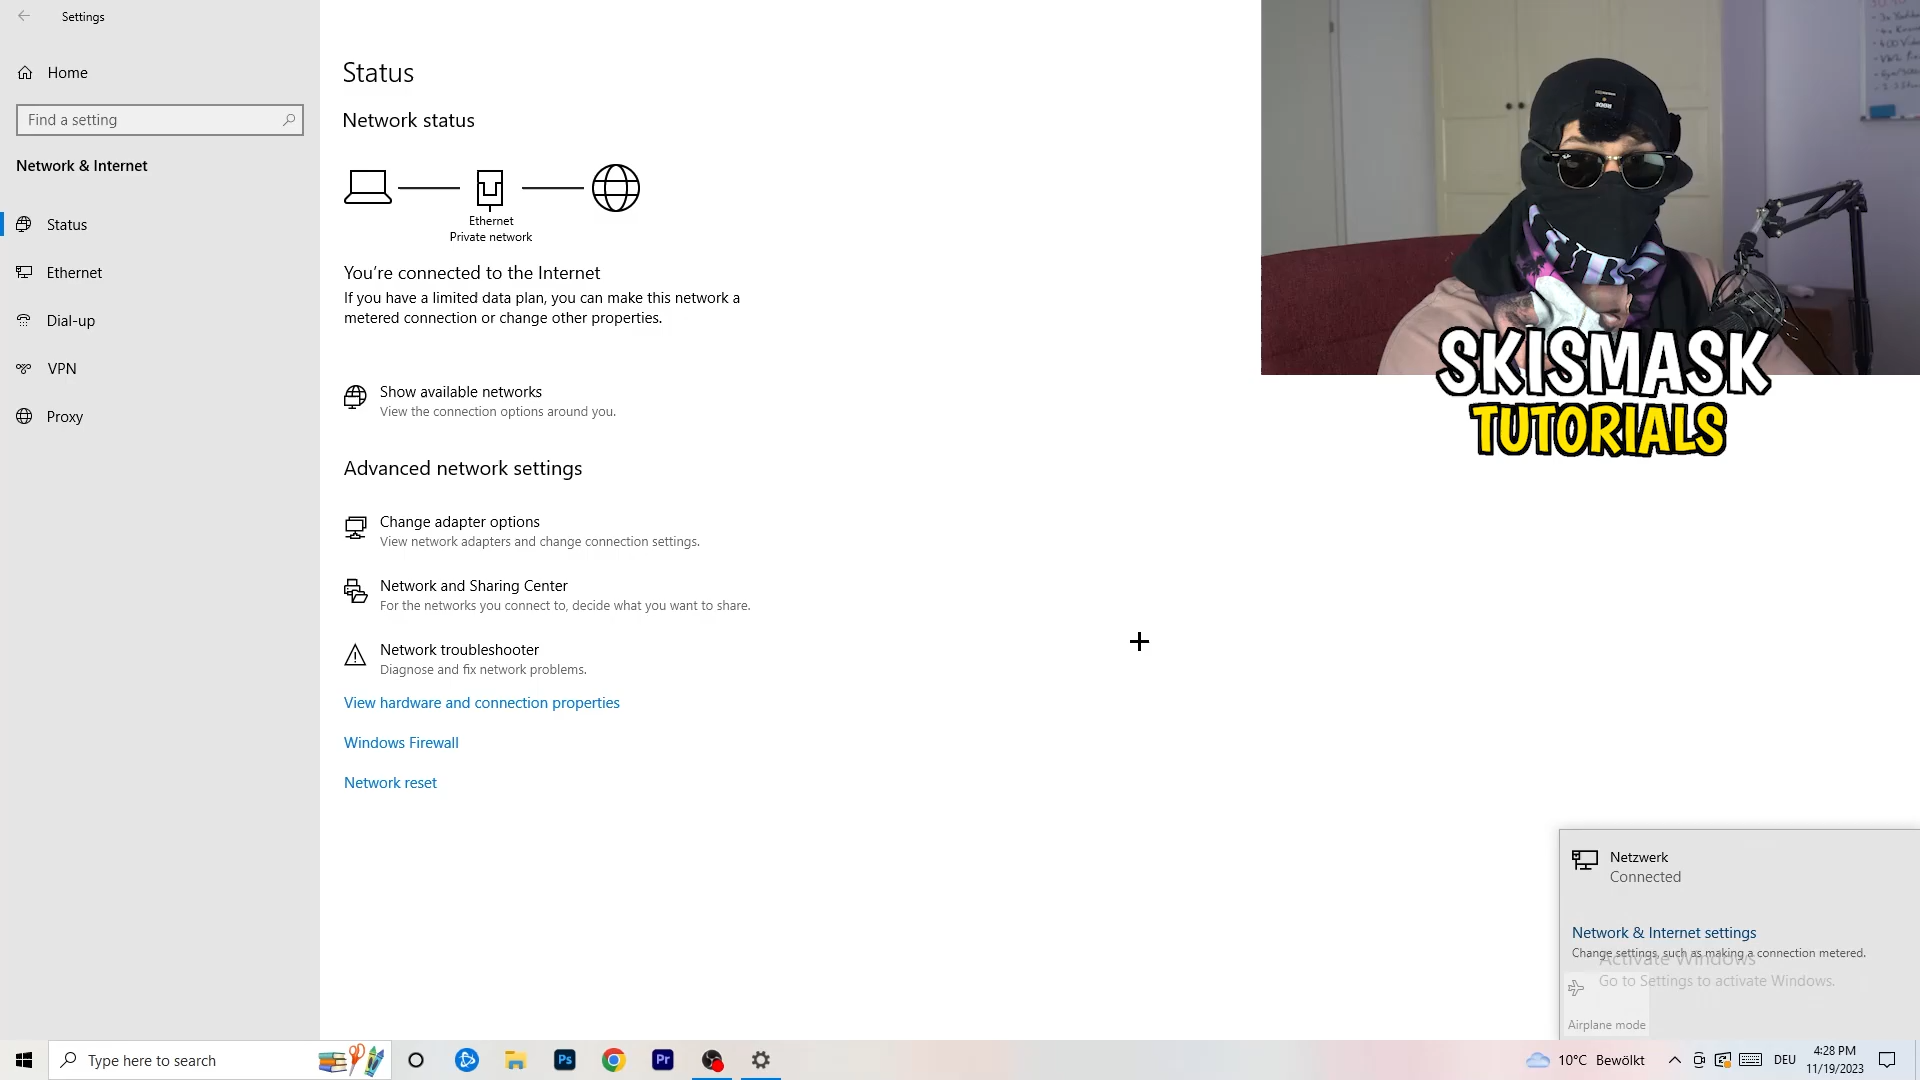 Settings
Home
Find a setting
Network & Internet
Status
Ethernet
Dial-up
VPN
Proxy
Status
Network status
Ethernet
Private network
You're connected to the Internet
If you have a limited data plan, you can make this network a
metered connection or change other properties.
Show available networks
View the connection options around you.
Advanced network settings
Change adapter options
View network adapters and change connection settings.
Network and Sharing Center
For the networks you connect to, decide what you want to share.
Network troubleshooter
Diagnose and fix network problems.
View hardware and connection properties
Windows Firewall
Network reset
RODE
SKISMASK
TUTORIALS
Netzwerk
Connected
Network & Internet settings
Change settings, such as making a connection metered.
Activate Windows
Go to Settings to activate Windows.
Airplane mode
Type here to search
Ps
Pr
10°C Bewölkt
DEU
4:28 PM
11/19/2023